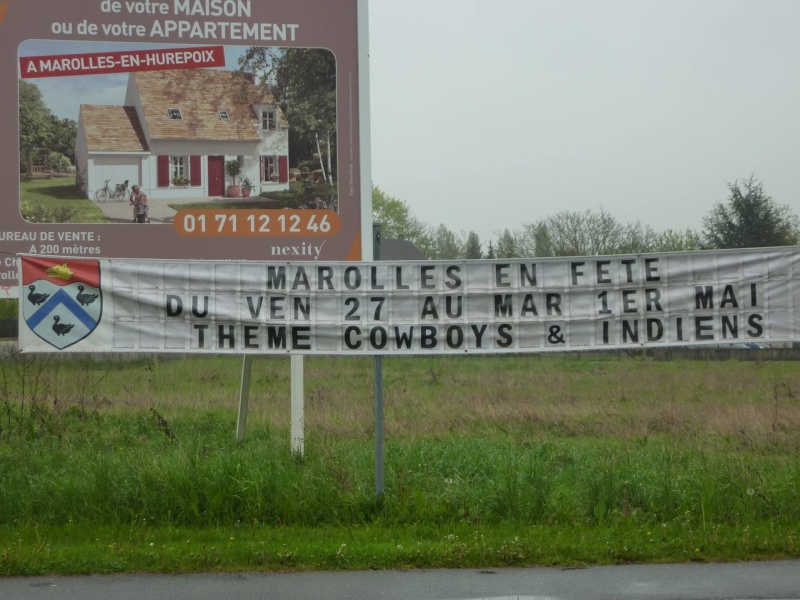 de votre MAISON
ou de votre APPARTEMENT
A MAROLLES-EN-HUREPOIX
01 71 12 12 46
BUREAU DE VENTE :
A 200 mètres
nexity
MAROLLES EN FETE
DU VEN 27 AU MAR 1ER MAI
THEME COWBOYS & INDIENS